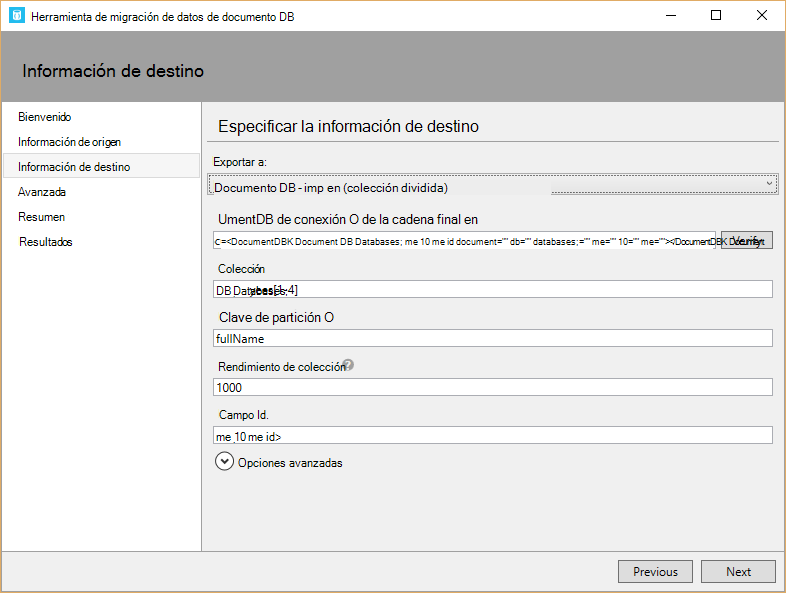 Herramienta de migración de datos de documento DB
Información de destino
Bienvenido
Información de origen
Información de destino
Avanzada
Resumen
Resultados
Especificar la información de destino
Exportar a:
Documento DB - imp en (colección dividida)
UmentDB de conexión O de la cadena final en
C=<DocumentDBK Document DB Databases; me 10 me id document="" db="" databases;="" me="" 10="" me=""></DocumentDBK Document
Verify
Colección
DB Databases;
Clave de partición O
fullName
Rendimiento de colección
1000
Campo Id.
me 10 me id>
Opciones avanzadas
Previous
Next